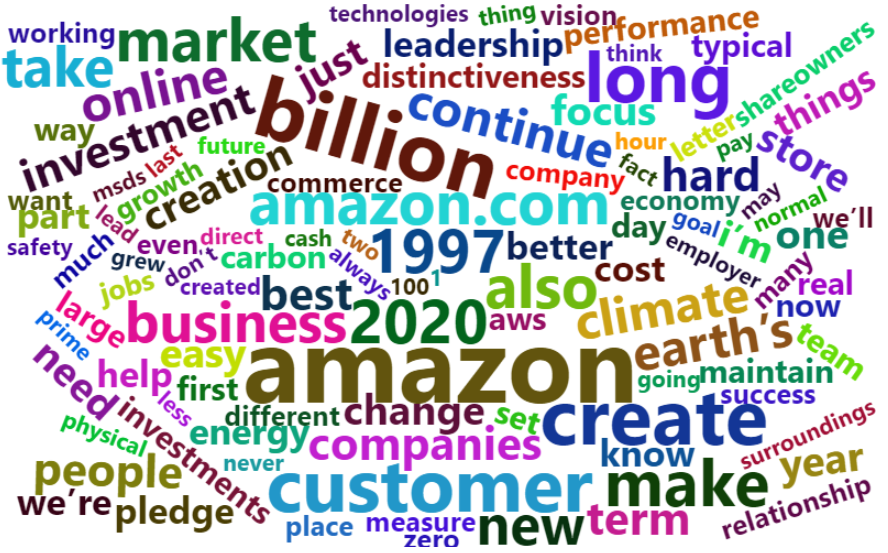 technologies
thing
vision
working
market
leadership
performance
take
just
think
typical
shareowners
online
distinctiveness
long
things
investment
billion
continue
focus
letter
way
future
hour
pay
store
last
fact
msds
growth
creation
commerce
company
hard
want
part
lead
amazon.com
economy
may
normal
safety
much
even
direct
cash
two
1997
better
day
goal
i'm
one
we'll
grew
don't
carbon
always
employer
jobs
created
best
100
1
also
cost
many
real
large
prime
business
2020
aws
climate
now
easy
amazon
earth's
team
need
help
first
going
maintain
less
different
change
set
create
success
physical
investments
energy
companies
know
surroundings
people
never
customer
make
year
we're
pledge
place
measure
zero
new
term
relationship